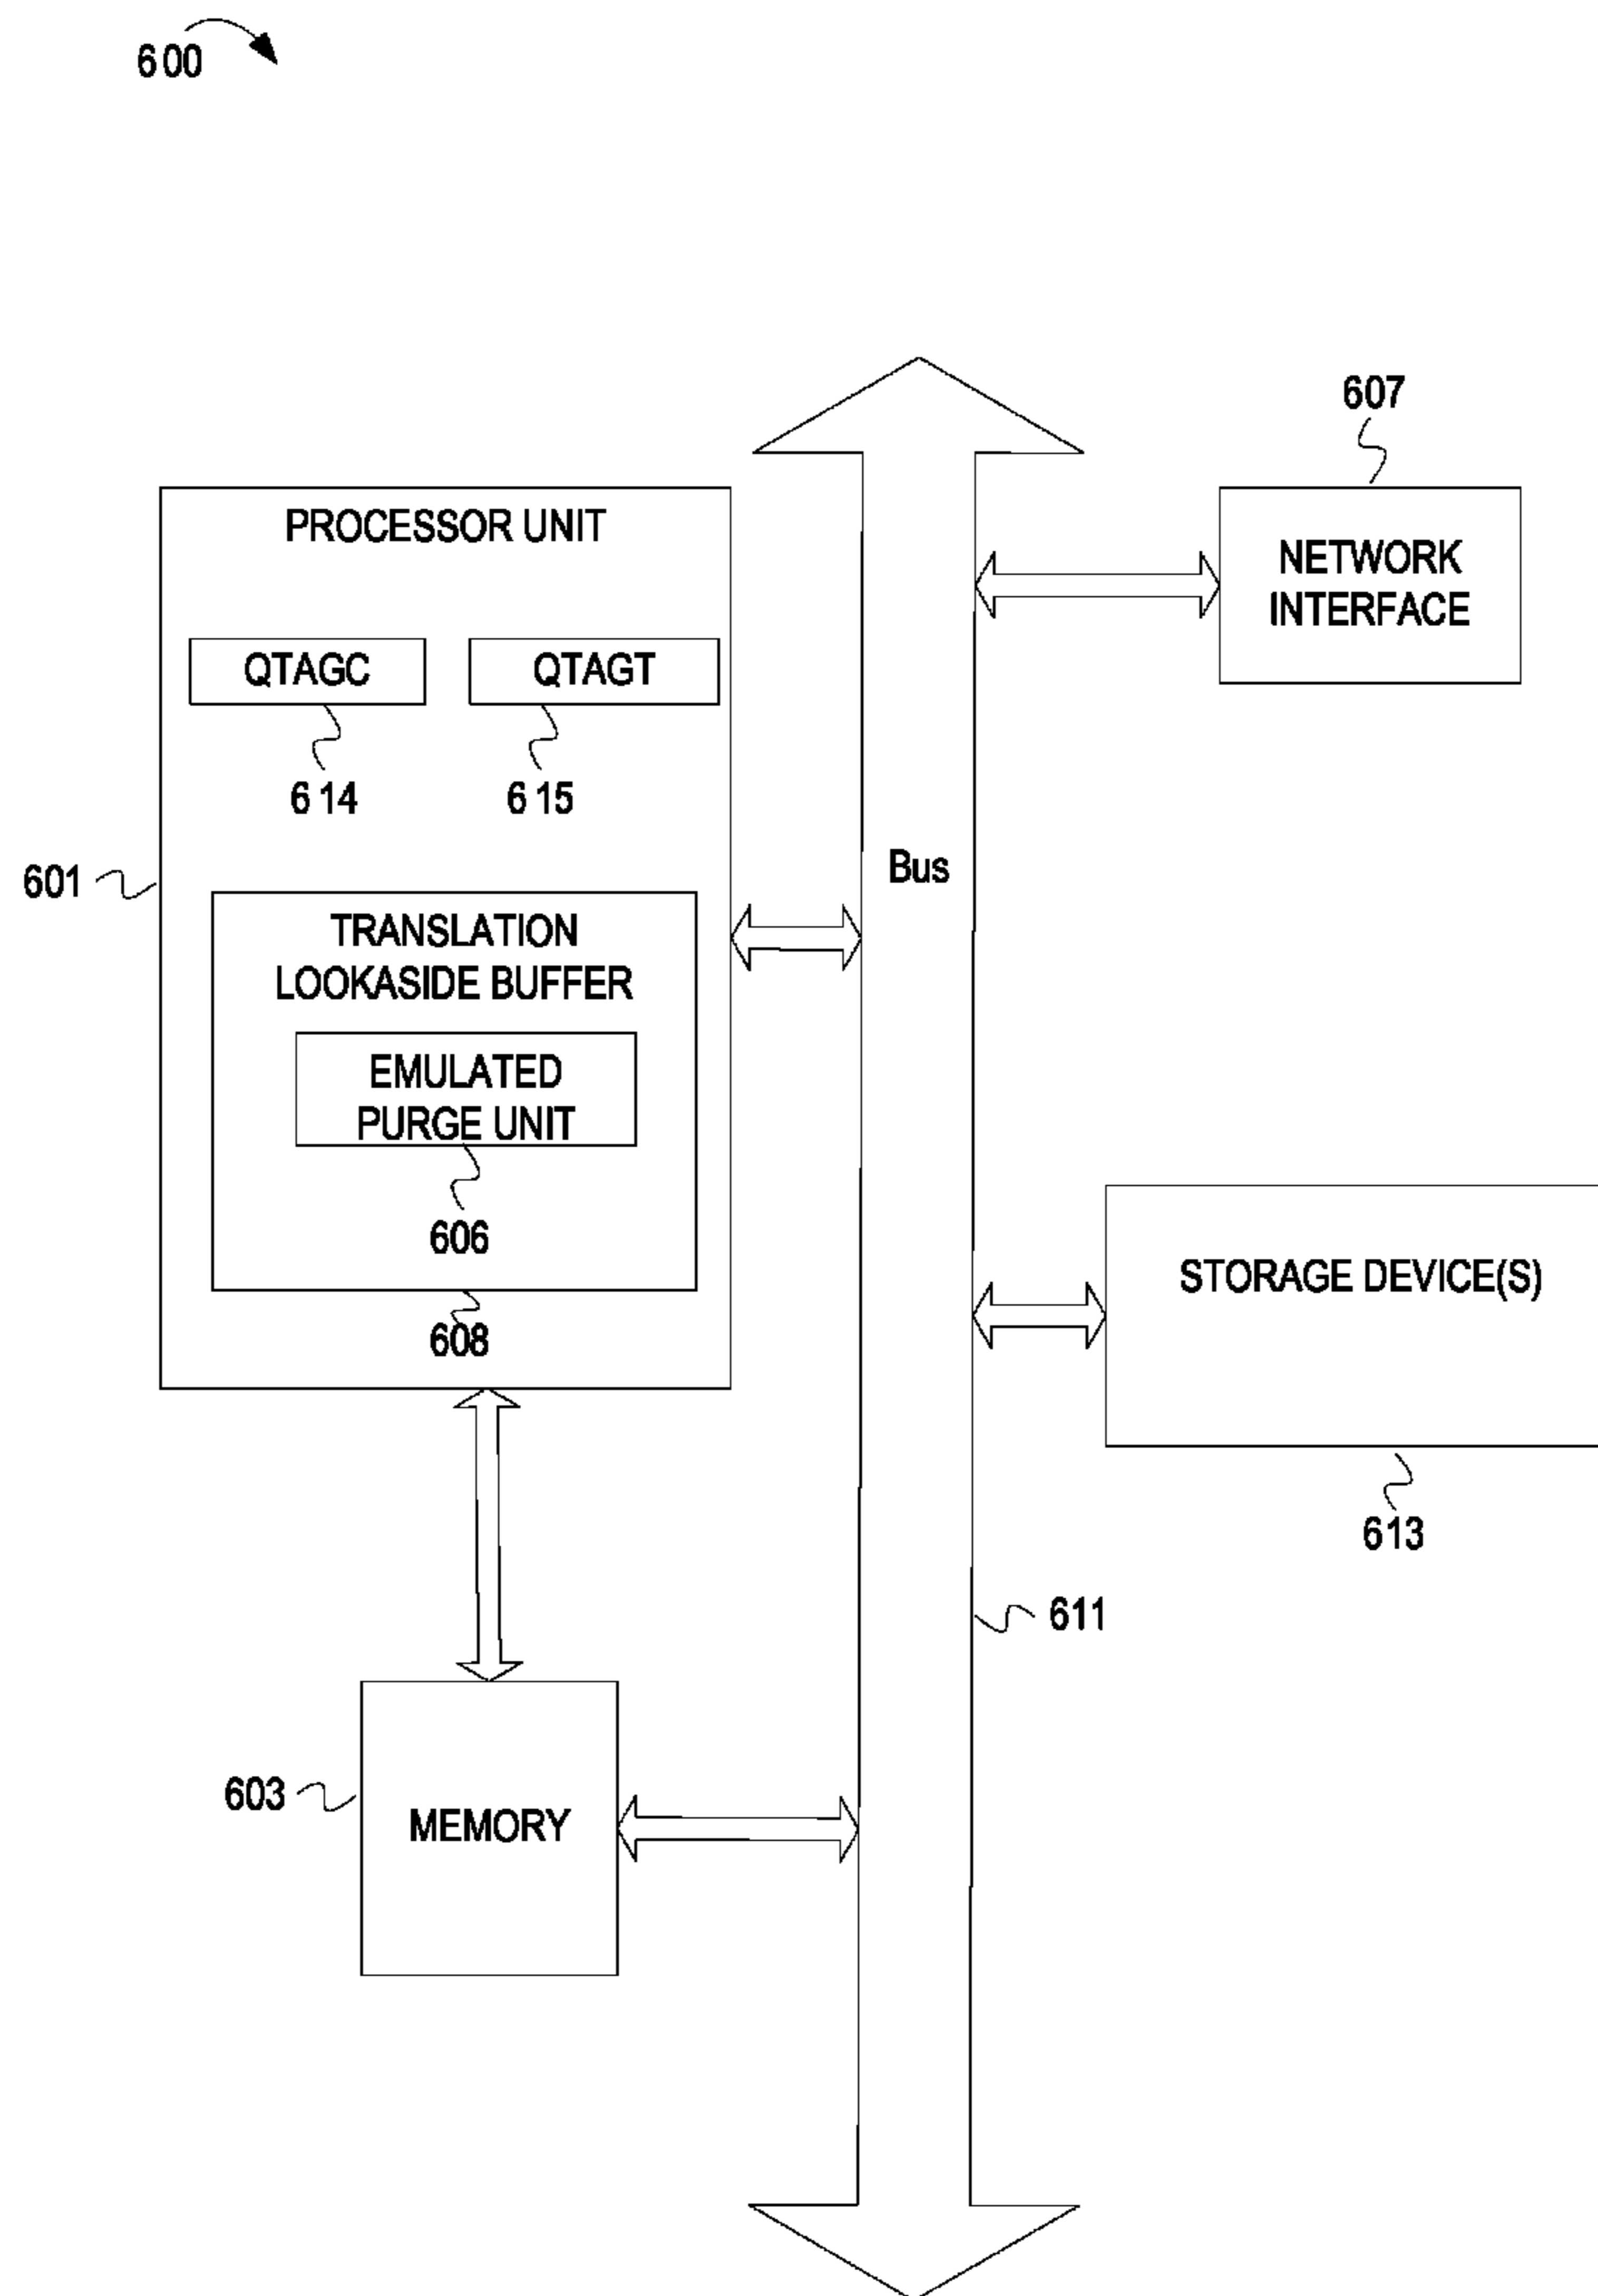 600
607
PROCESSOR UNIT
NETWORK
INTERFACE
QTAGC
QTAGT
614
615
Bus
601
TRANSLATION
LOOKASIDE BUFFER
EMULATED
PURGE UNIT
606
STORAGE DEVICE(S)
608
613
611
603
MEMORY